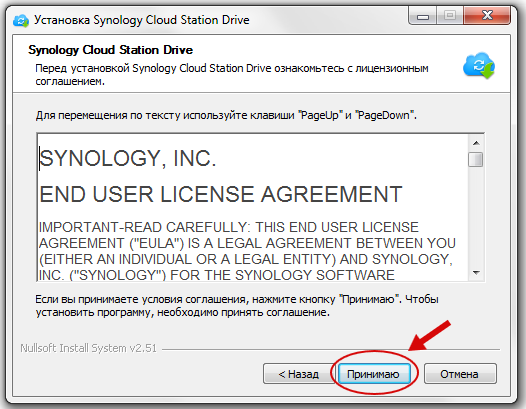 Установка Synology Cloud Station Drive
Synology Cloud Station Drive
Перед установкой Synology Cloud Station Drive ознакомьтесь с лицензионным
соглашением.
Для перемещения по тексту используйте клавиши "PageUp" и "PageDown".
SYNOLOGY, INC.
END USER LICENSE AGREEMENT
IMPORTANT-READ CAREFULLY: THIS END USER LICENSE
AGREEMENT ("EULA") IS A LEGAL AGREEMENT BETWEEN YOU
(EITHER AN INDIVIDUAL OR A LEGAL ENTITY) AND SYNOLOGY,
INC. ("SYNOLOGY") FOR THE SYNOLOGY SOFTWARE
Если вы принимаете условия соглашения, нажмите кнопку "Принимаю". Чтобы
установить программу, необходимо принять соглашение.
Nullsoft Install System v2.51
< Назад
Принимаю
Отмена